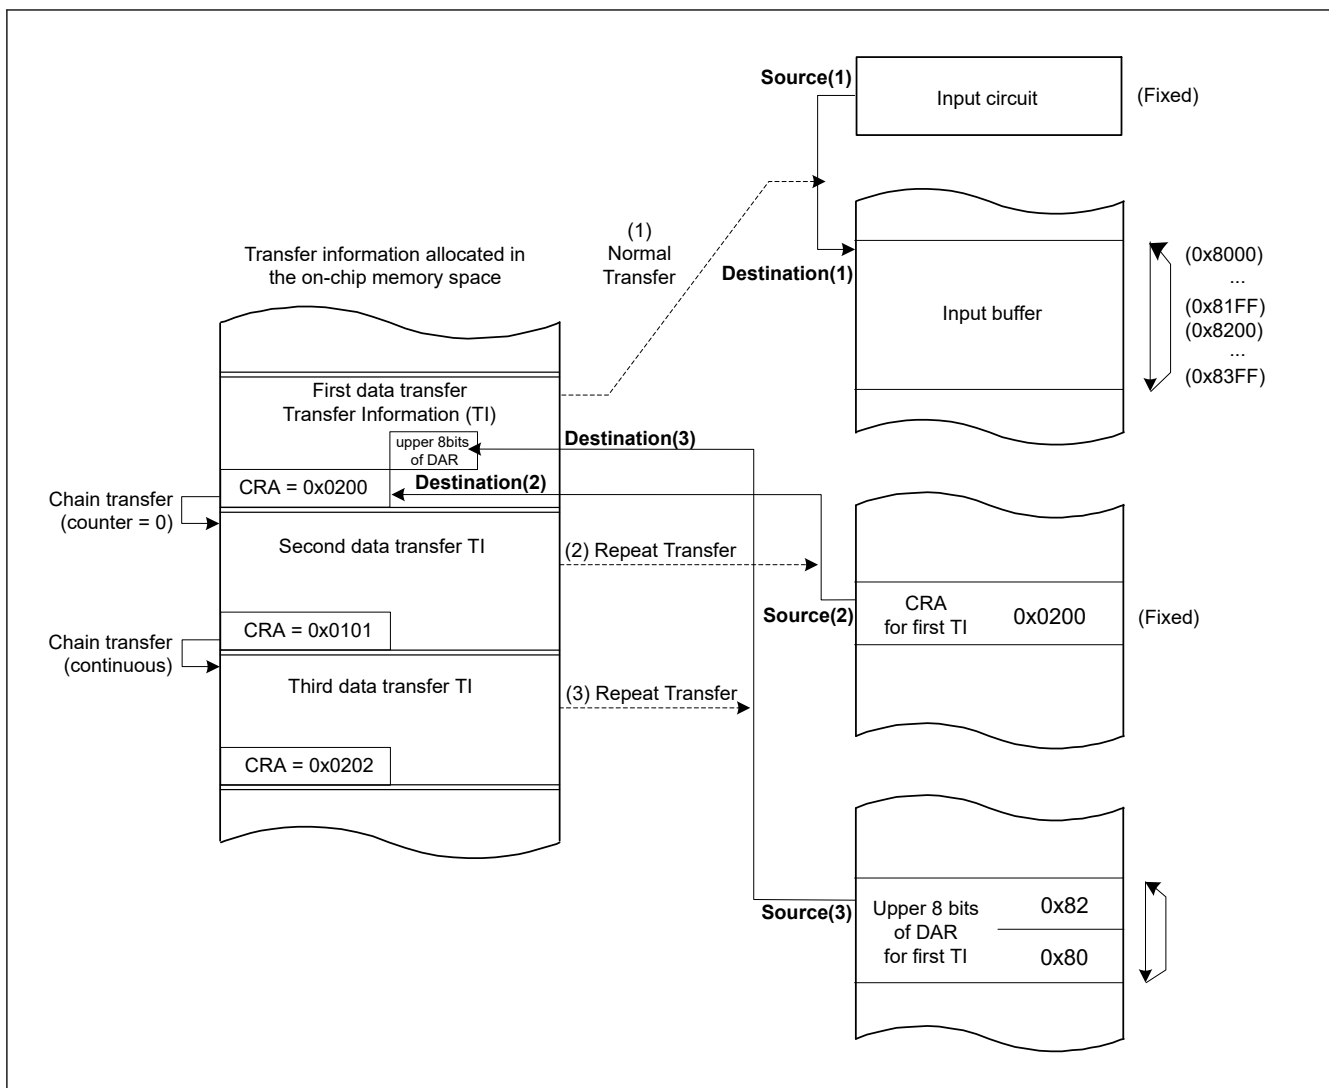 Source(1)
Input circuit
(Fixed)
(1)
Normal
Transfer
Destination(1)
Input buffer
(0x8000)
...
(0x81FF)
(0x8200)
...
(0x83FF)
Transfer information allocated in
the on-chip memory space
First data transfer
Transfer Information (TI)
upper 8bits
of DAR
Destination(3)
CRA = 0x0200
Destination(2)
Chain transfer
(counter = 0)
Second data transfer TI
(2) Repeat Transfer
CRA = 0x0101
Source(2)
CRA
for first TI
0x0200
(Fixed)
Chain transfer
(continuous)
Third data transfer TI
(3) Repeat Transfer
CRA = 0x0202
Source(3)
Upper 8 bits
of DAR
for first TI
0x82
0x80